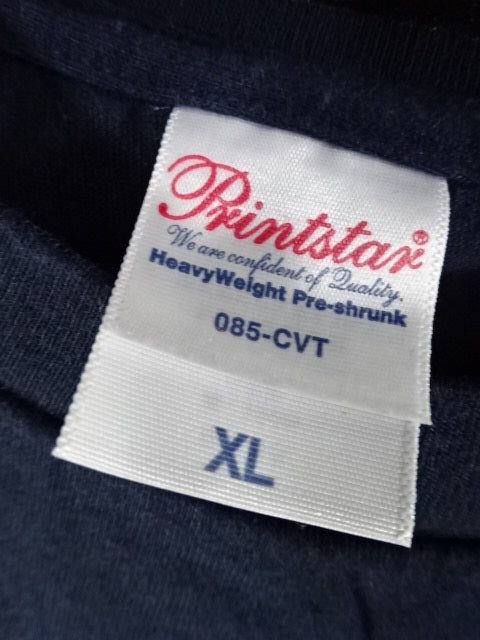 Printstar®
We are confident of Quality.
HeavyWeight Pre-shrunk
085-CVT
XL